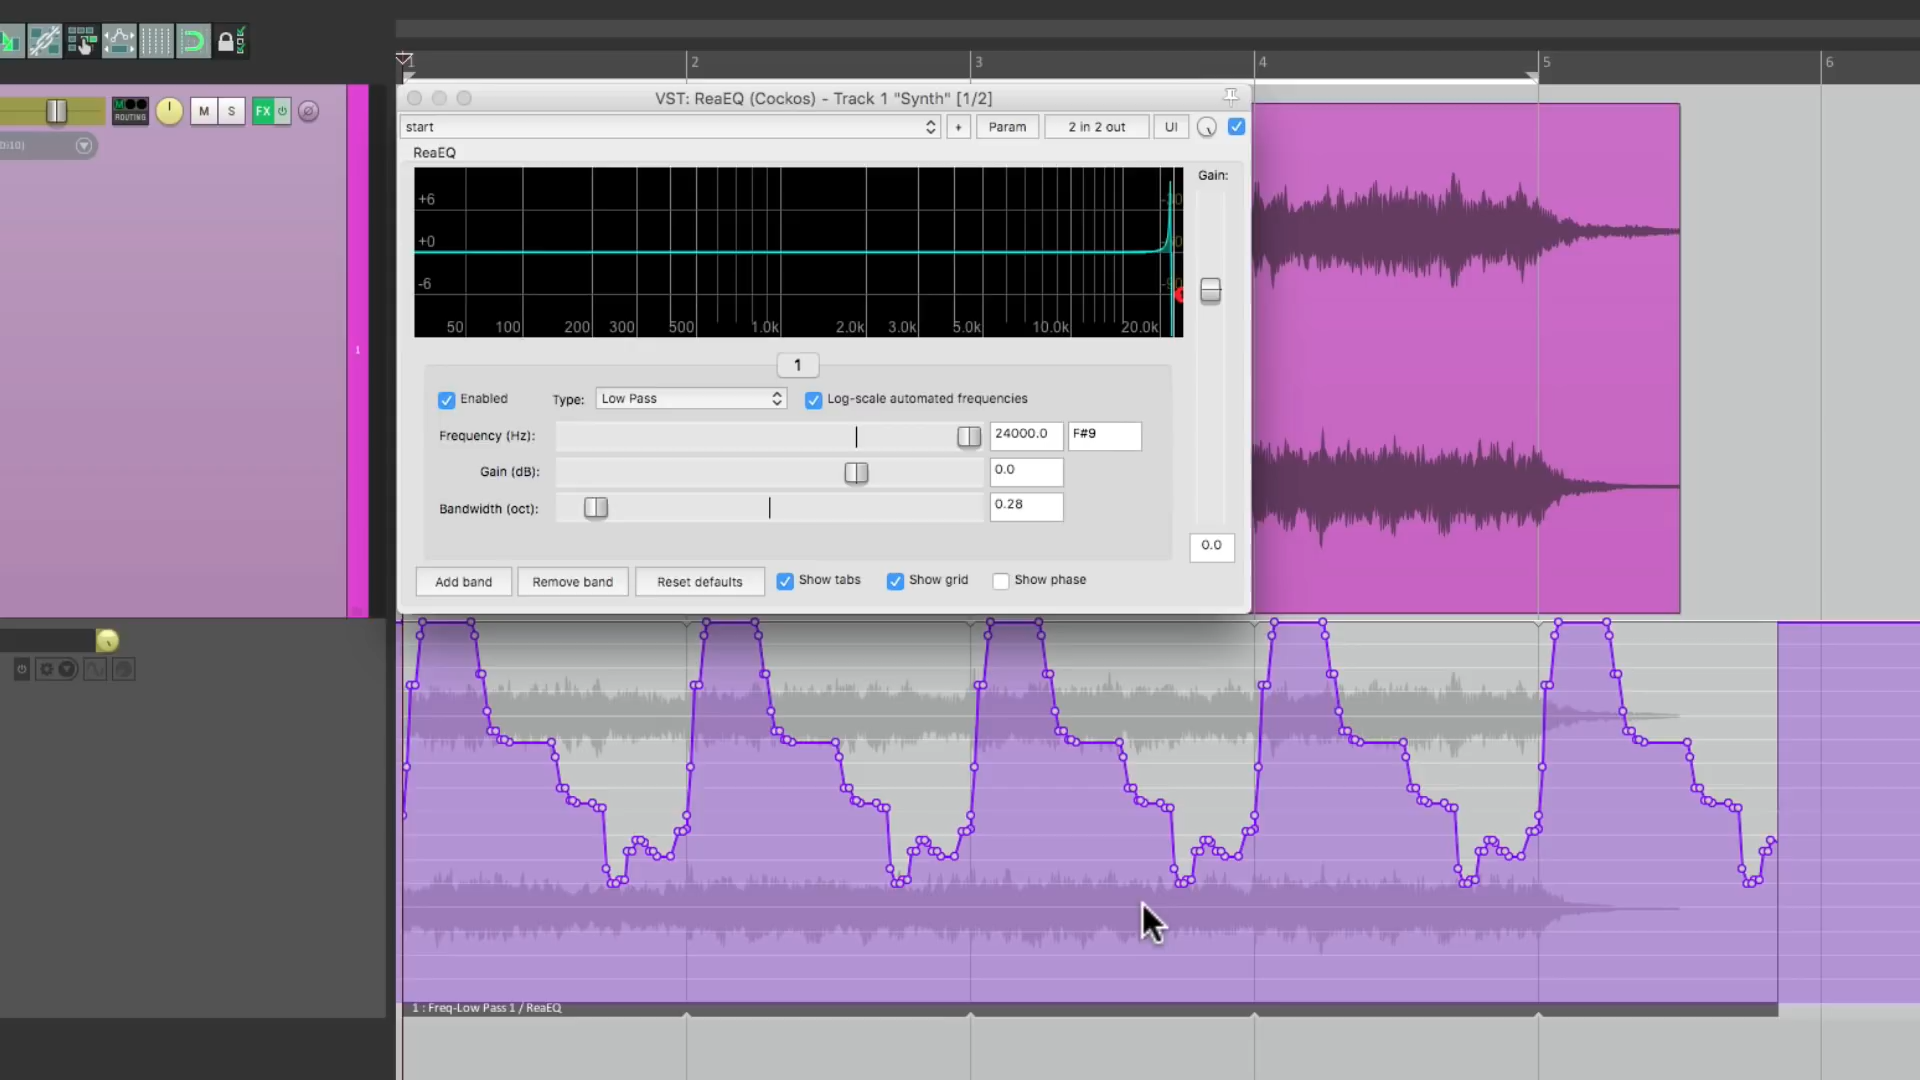 1 2 3 4 5 6
VST: ReaEQ (Cockos) - Track 1 "Synth" [1/2]
M
ROUTING
M S FX
start + Param 2 in 2 out UI
ReaEQ
Gain:
+6
+0
-6
50 100 200 300 500 1.0k 2.0k 3.0k 5.0k 10.0k 20.0k
1
1
Enabled Type: Low Pass Log-scale automated frequencies
Frequency (Hz): 24000.0 F#9
Gain (dB): 0.0
Bandwidth (oct): 0.28
0.0
Add band Remove band Reset defaults Show tabs Show grid Show phase
1 : Freq-Low Pass 1 / ReaEQ